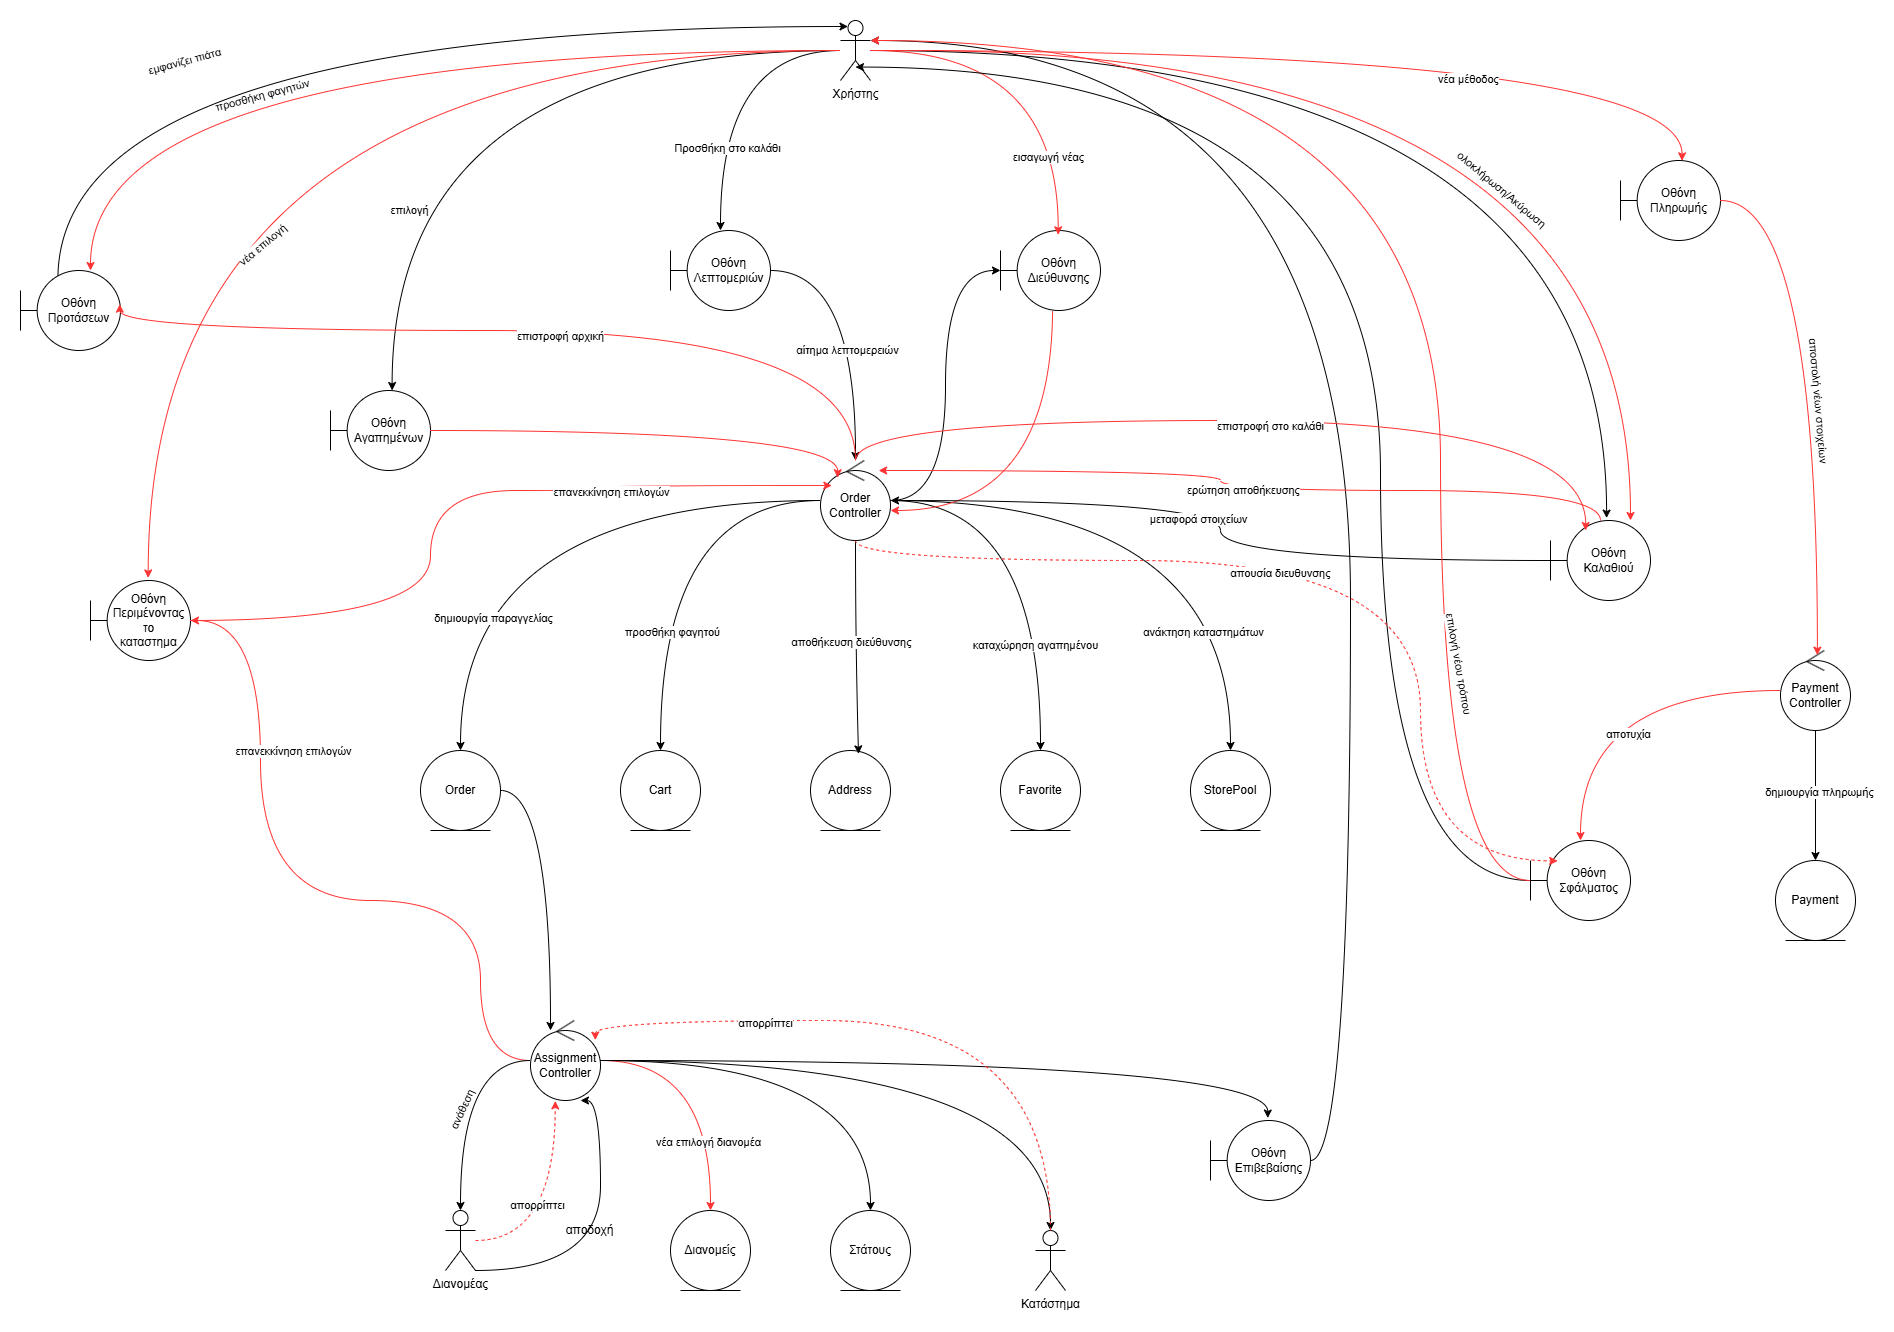 εμφανίζει πιάτα
προσθήκη φαγητών
Χρήστης
νέα μέθοδος
Προσθήκη στο καλάθι
εισαγωγή νέας
ολοκλήρωση/Ακύρωση
Οθόνη
Πληρωμής
επιλογή
νέα επιλογή
Οθόνη
Λεπτομεριών
Οθόνη
Διεύθυνσης
Οθόνη
Προτάσεων
επιστροφή αρχική
αίτημα λεπτομερειών
αποστολή νέων στοιχείων
Οθόνη
Αγαπημένων
επιστροφή στο καλάθι
επανεκκίνηση επιλογών
ερώτηση αποθήκευσης
Order
Controller
μεταφορά στοιχείων
Οθόνη
Καλαθιού
απουσία διευθυνσης
Οθόνη
Περιμένοντας
το
καταστημα
δημιουργία παραγγελίας
προσθήκη φαγητού
αποθήκευση διεύθυνσης
καταχώρηση αγαπημένου
ανάκτηση καταστημάτων
επιλογή νέου τρόπου
Payment
Controller
αποτυχία
επανεκκίνηση επιλογών
Order
Cart
Address
Favorite
StorePool
δημιουργία πληρωμής
Οθόνη
Σφάλματος
Payment
απορρίπτει
Assignment
Controller
ανάθεση
νέα επιλογή διανομέα
Οθόνη
Επιβεβαίσης
απορρίπτει
αποδοχή
Διανομείς
Στάτους
Διανομέας
Κατάστημα